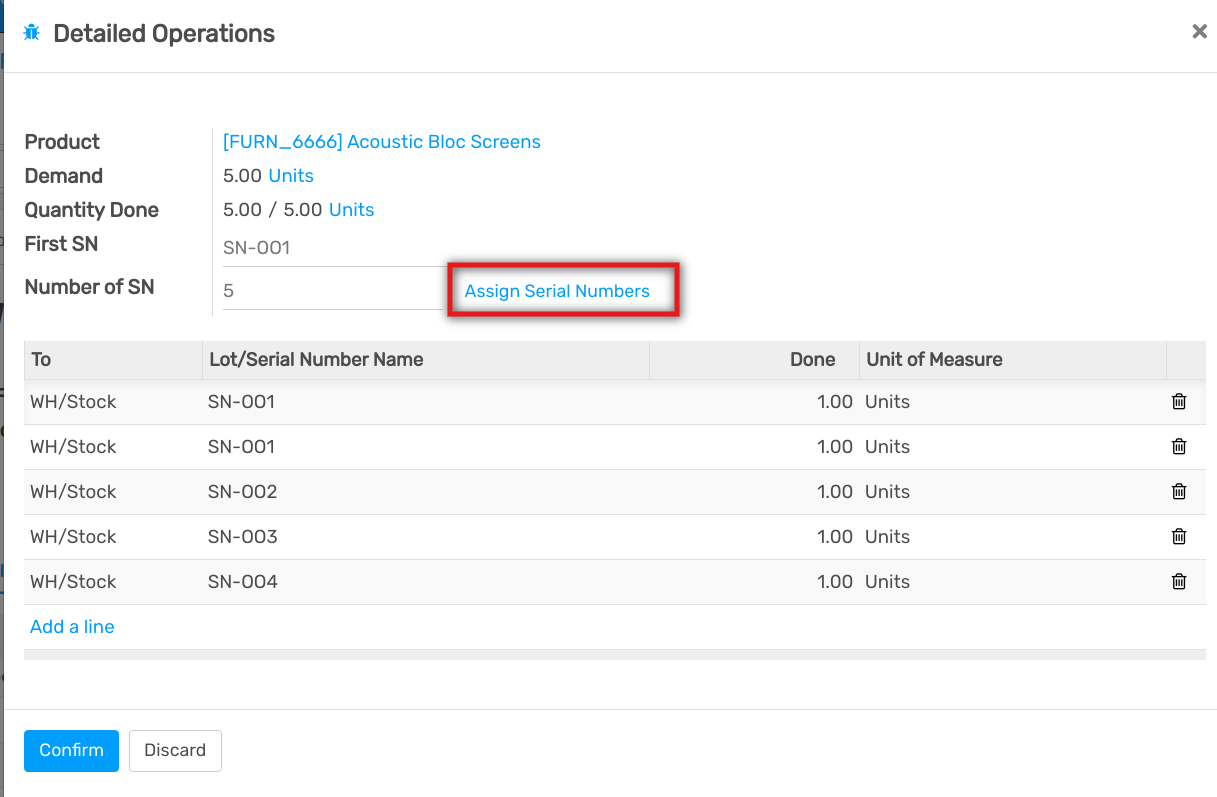 Detailed Operations
Product [FURN_6666] Acoustic Bloc Screens
Demand 5.00 Units
Quantity Done 5.00 / 5.00 Units
First SN SN-001
Number of SN 5 Assign Serial Numbers
To Lot/Serial Number Name Done Unit of Measure
WH/Stock SN-001 1.00 Units
WH/Stock SN-001 1.00 Units
WH/Stock SN-002 1.00 Units
WH/Stock SN-003 1.00 Units
WH/Stock SN-004 1.00 Units
Add a line
Confirm Discard